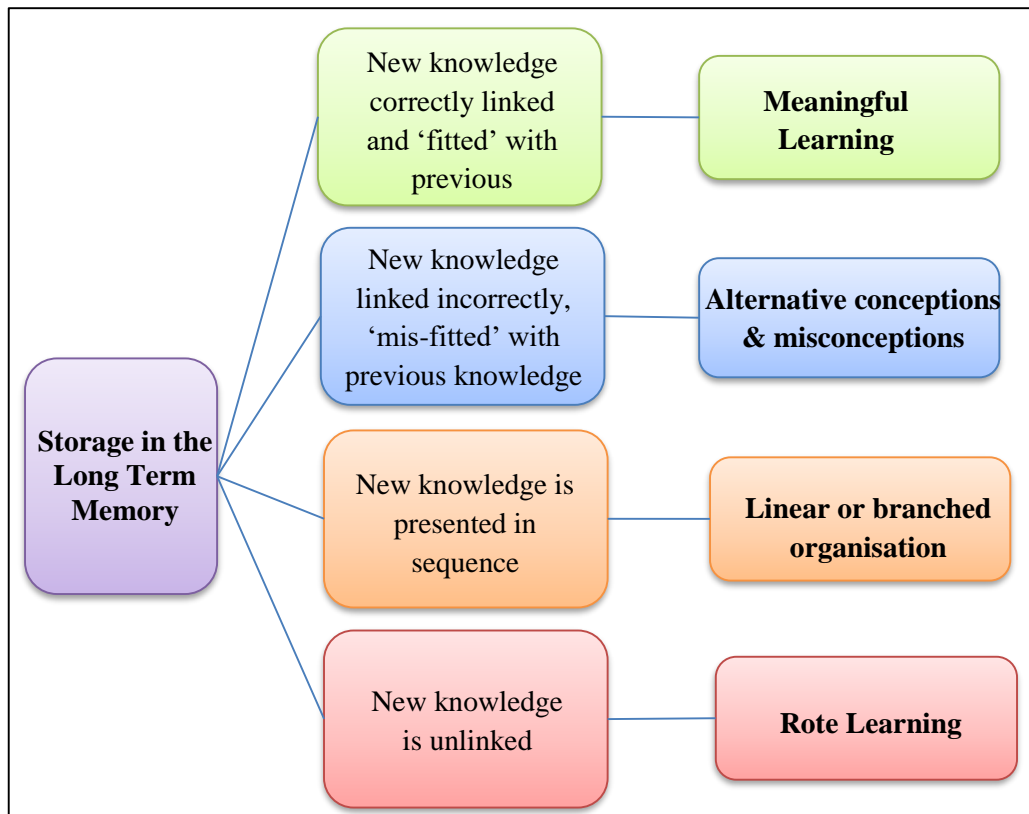 New knowledge
correctly linked
and ‘fitted’ with
previous
Meaningful
Learning
New knowledge
linked incorrectly,
‘mis-fitted’ with
previous knowledge
Alternative conceptions
& misconceptions
Storage in the
Long Term
Memory
New knowledge is
presented in
sequence
Linear or branched
organisation
New knowledge
is unlinked
Rote Learning